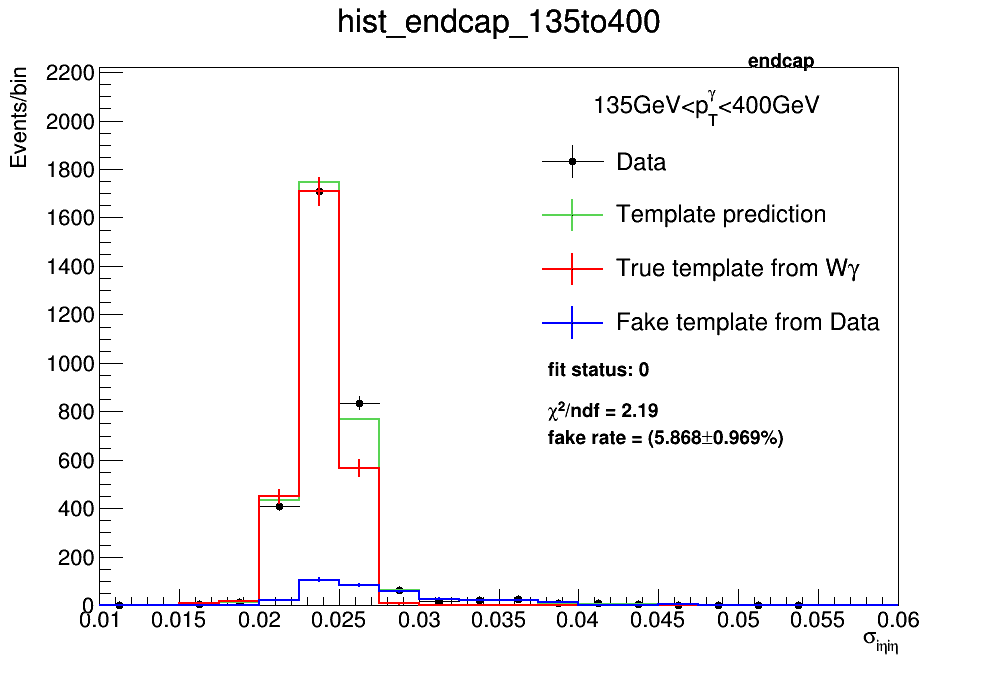 hist_endcap_135to400
endcap
Events/bin
135GeV<p_T^γ<400GeV
Data
Template prediction
True template from Wγ
Fake template from Data
fit status: 0
χ²/ndf = 2.19
fake rate = (5.868±0.969%)
2200
2000
1800
1600
1400
1200
1000
800
600
400
200
0
0.01 0.015 0.02 0.025 0.03 0.035 0.04 0.045 0.05 0.055 0.06
σ_iηiη